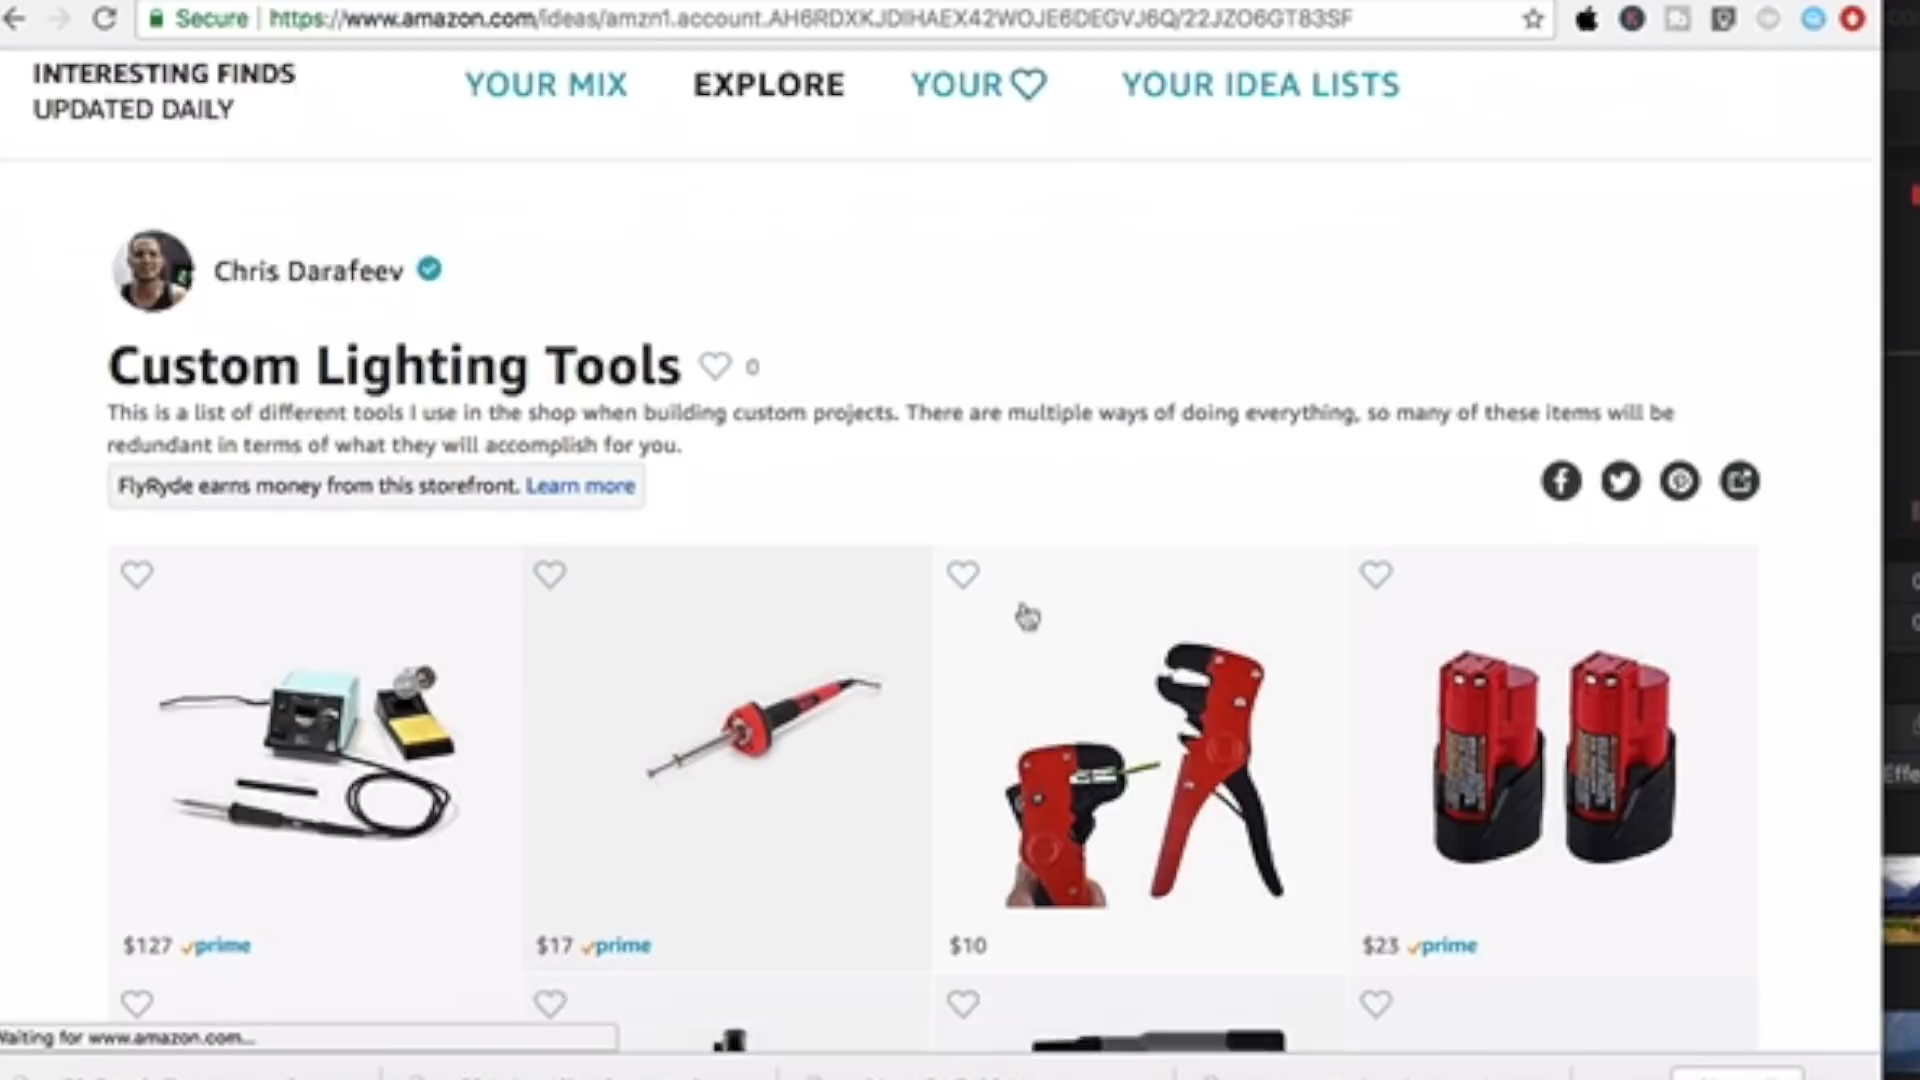 Secure https://www.amazon.com/ideas/amzn1.account.AH6RDXKJDIHAEX42WOJE6DEGVJ6Q/22JZO6GT83SF
INTERESTING FINDS
UPDATED DAILY
YOUR MIX
EXPLORE
YOUR
YOUR IDEA LISTS
Chris Darafeev
Custom Lighting Tools
0
This is a list of different tools I use in the shop when building custom projects. There are multiple ways of doing everything, so many of these items will be
redundant in terms of what they will accomplish for you.
FlyRyde earns money from this storefront. Learn more
$127 prime
$17 prime
$10
$23 prime
Effe
Waiting for www.amazon.com...